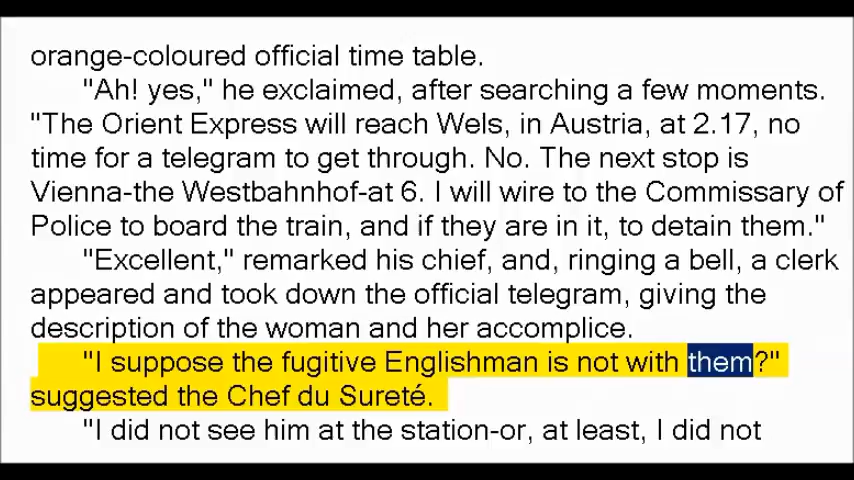 orange-coloured official time table.
"Ah! yes," he exclaimed, after searching a few moments.
"The Orient Express will reach Wels, in Austria, at 2.17, no
time for a telegram to get through. No. The next stop is
Vienna-the Westbahnhof-at 6. I will wire to the Commissary of
Police to board the train, and if they are in it, to detain them."
"Excellent," remarked his chief, and, ringing a bell, a clerk
appeared and took down the official telegram, giving the
description of the woman and her accomplice.
"I suppose the fugitive Englishman is not with them?"
suggested the Chef du Sureté.
"I did not see him at the station-or, at least, I did not